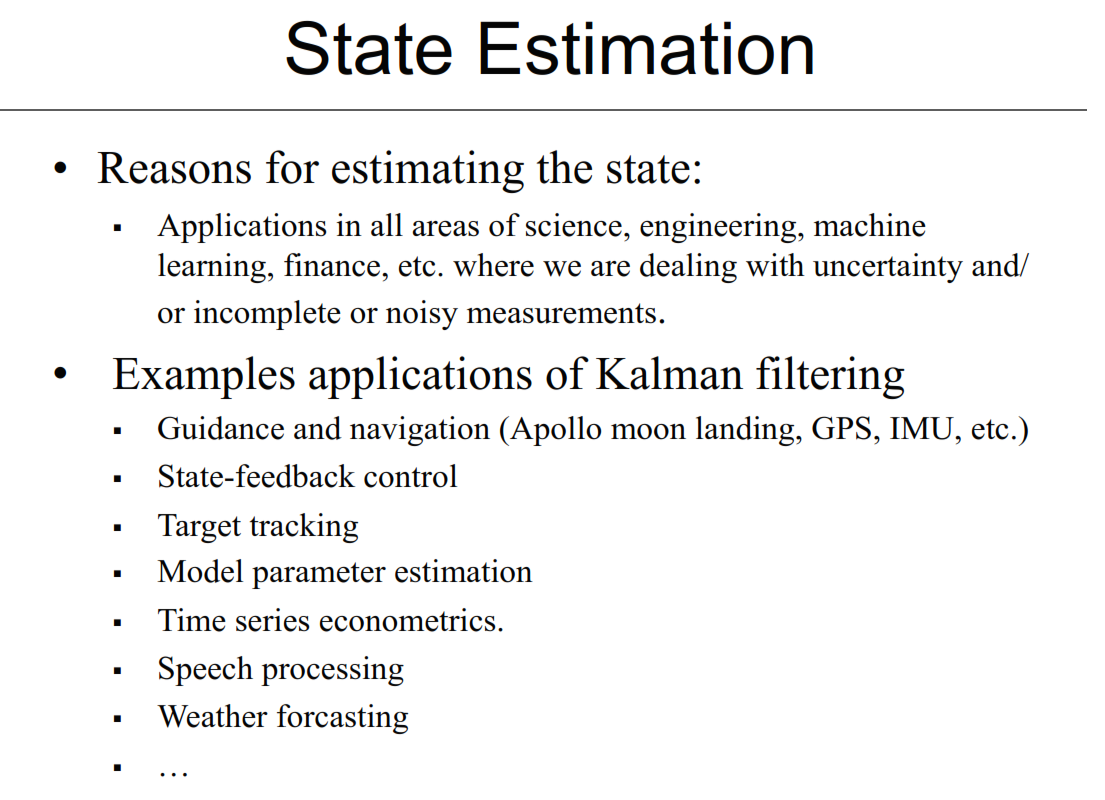 State Estimation
• Reasons for estimating the state:
▪ Applications in all areas of science, engineering, machine
learning, finance, etc. where we are dealing with uncertainty and/
or incomplete or noisy measurements.
• Examples applications of Kalman filtering
▪ Guidance and navigation (Apollo moon landing, GPS, IMU, etc.)
▪ State-feedback control
▪ Target tracking
▪ Model parameter estimation
▪ Time series econometrics.
▪ Speech processing
▪ Weather forcasting
▪ …